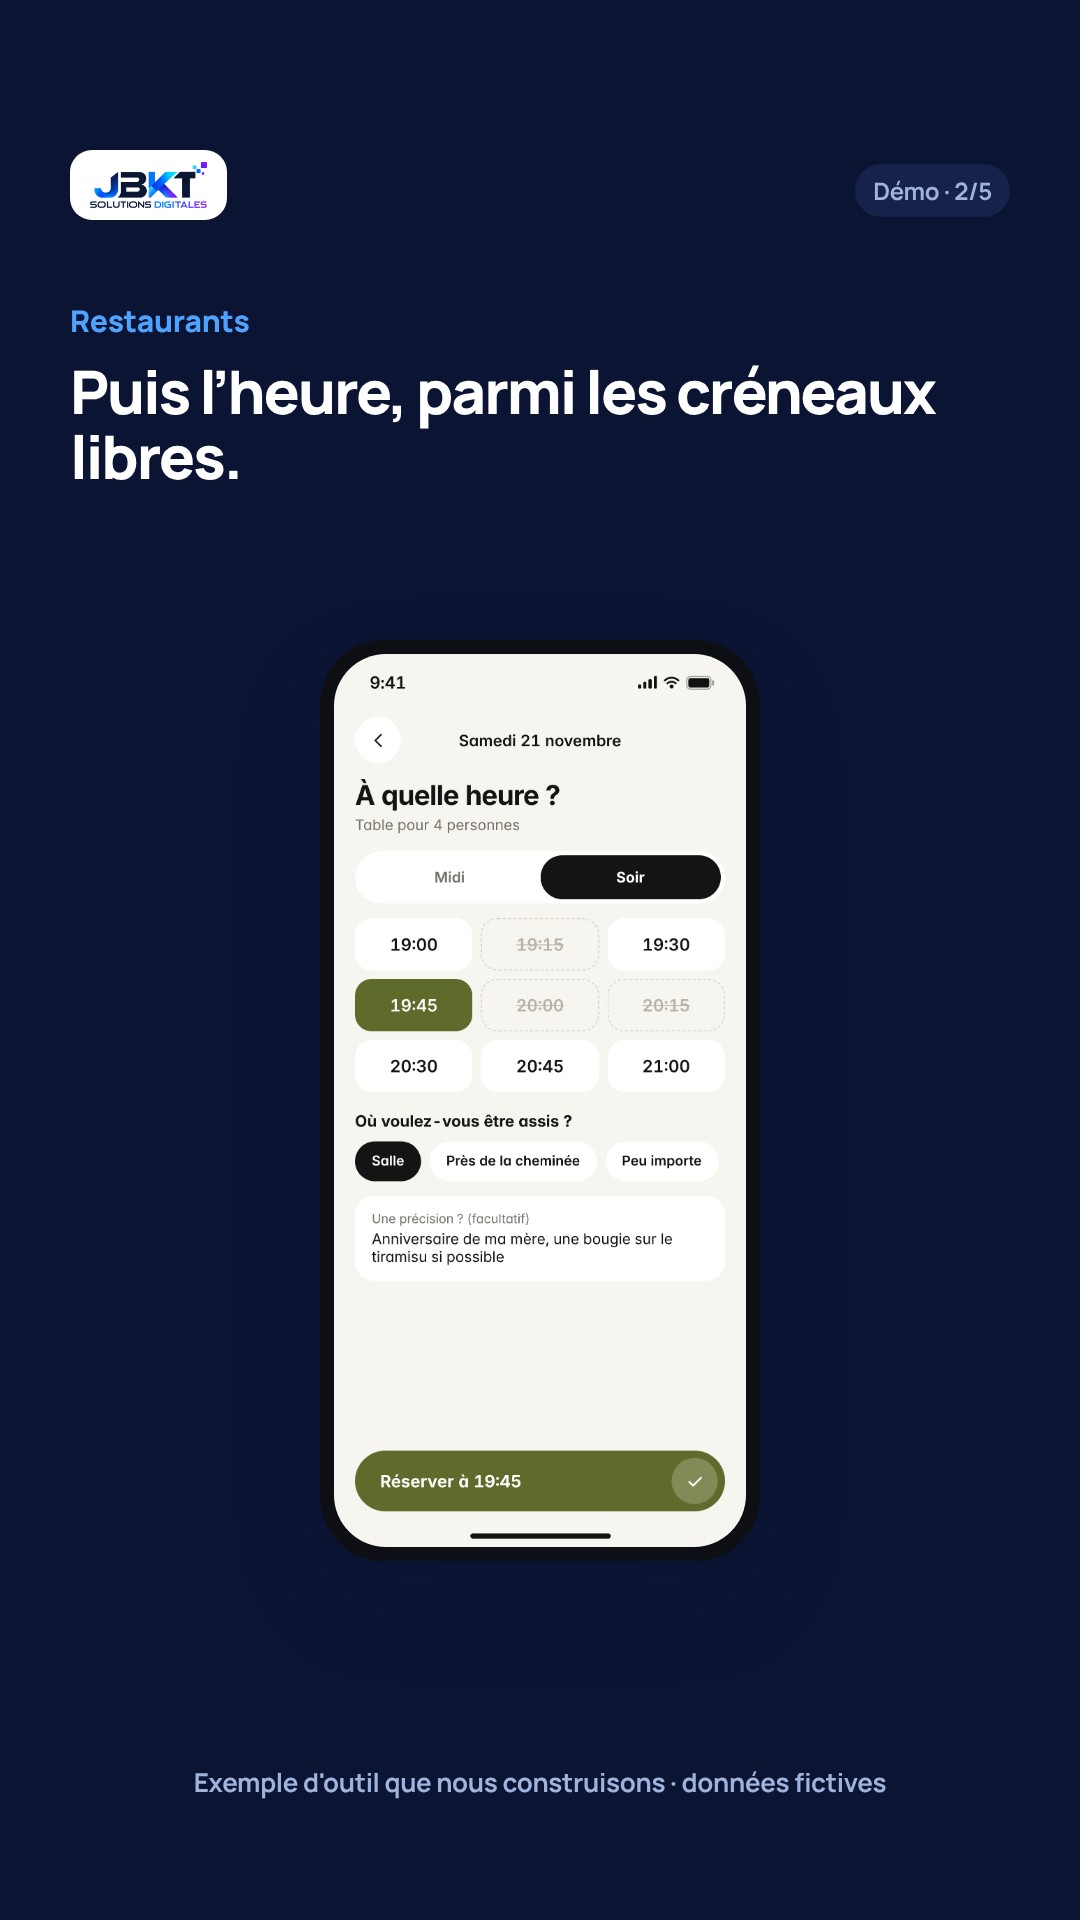 JBKT
SOLUTIONS DIGITALES
Démo · 2/5
Restaurants
Puis l’heure, parmi les créneaux
libres.
9:41
Samedi 21 novembre
À quelle heure ?
Table pour 4 personnes
Midi
Soir
19:00
19:15
19:30
19:45
20:00
20:15
20:30
20:45
21:00
Où voulez-vous être assis ?
Salle
Près de la cheminée
Peu importe
Une précision ? (facultatif)
Anniversaire de ma mère, une bougie sur le
tiramisu si possible
Réserver à 19:45
Exemple d'outil que nous construisons · données fictives